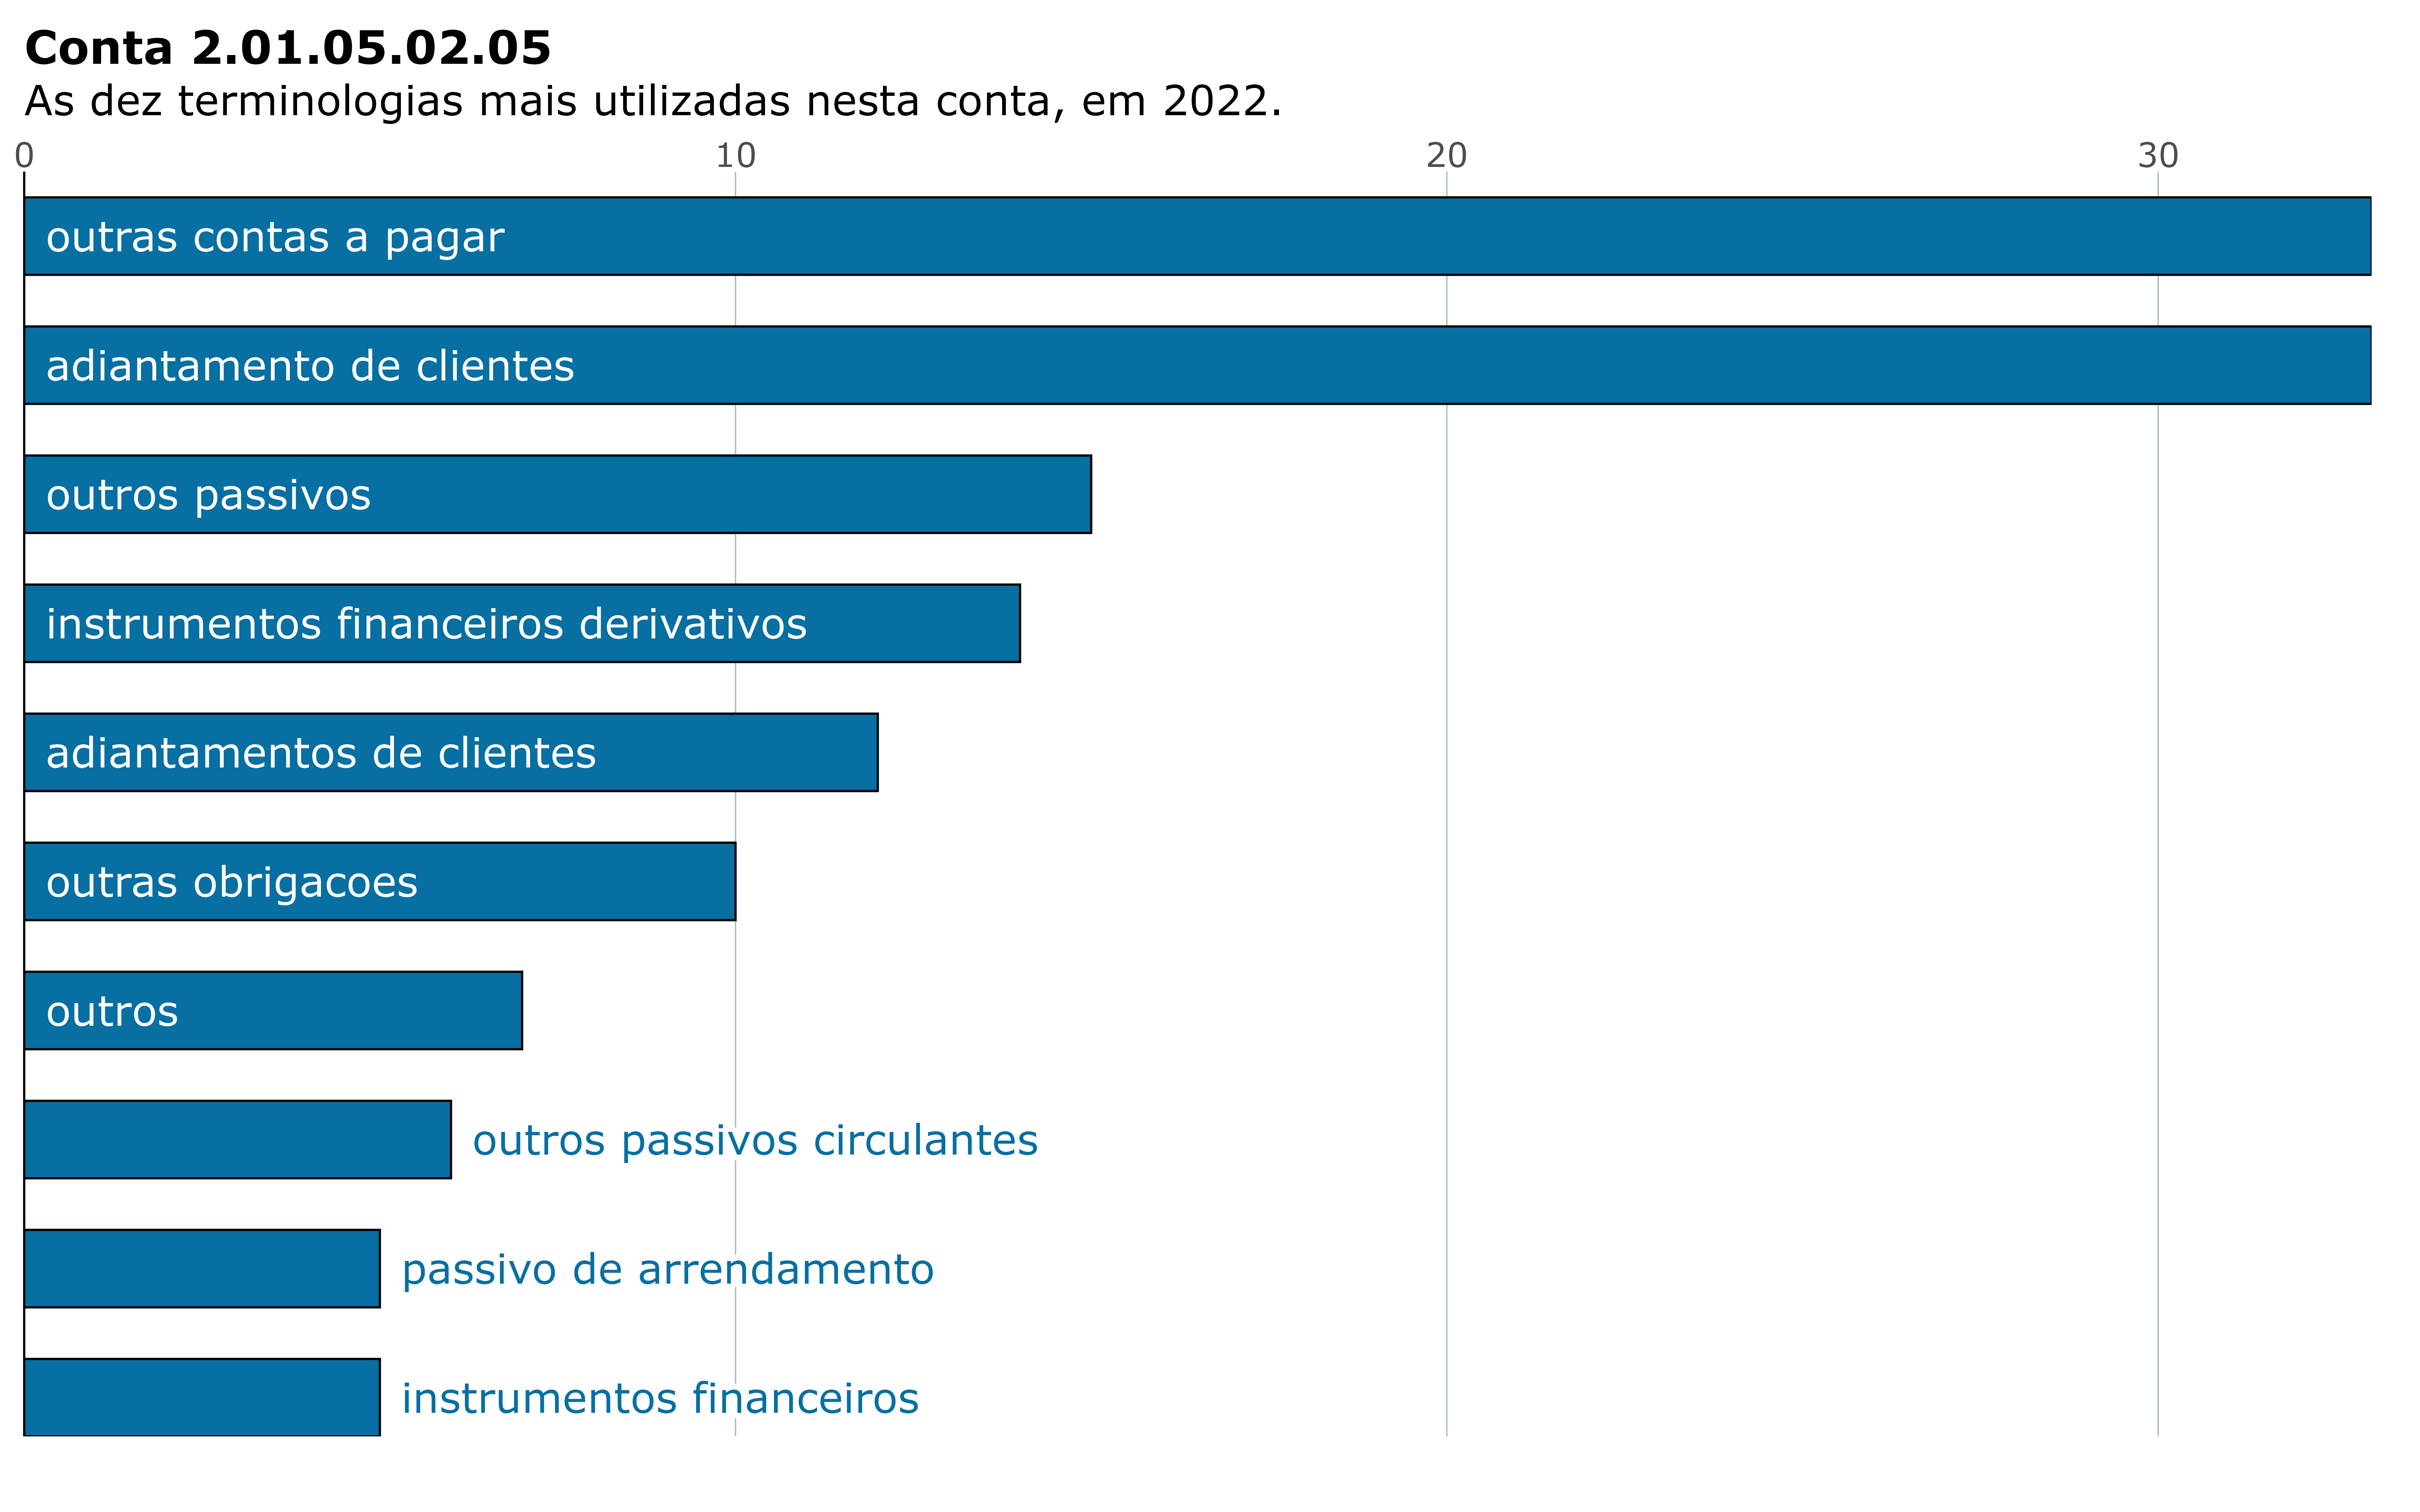 Conta 2.01.05.02.05
As dez terminologias mais utilizadas nesta conta, em 2022.
0 10 20 30
outras contas a pagar
adiantamento de clientes
outros passivos
instrumentos financeiros derivativos
adiantamentos de clientes
outras obrigacoes
outros
outros passivos circulantes
passivo de arrendamento
instrumentos financeiros